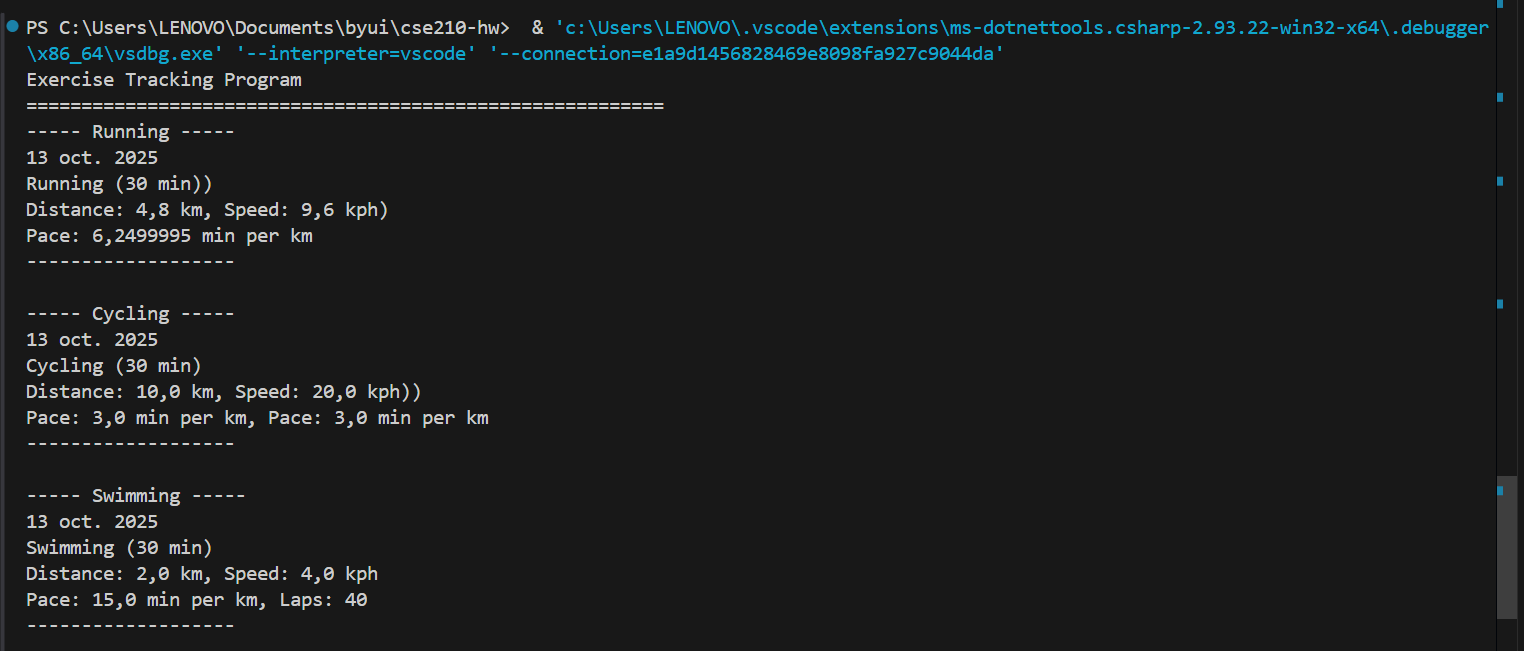 PS C:\Users\LENOVO\Documents\byui\cse210-hw>  & 'c:\Users\LENOVO\.vscode\extensions\ms-dotnettools.csharp-2.93.22-win32-x64\.debugger
\x86_64\vsdbg.exe' '--interpreter=vscode' '--connection=e1a9d1456828469e8098fa927c9044da'
Exercise Tracking Program
==========================================================
----- Running -----
13 oct. 2025
Running (30 min))
Distance: 4,8 km, Speed: 9,6 kph)
Pace: 6,2499995 min per km
-------------------

----- Cycling -----
13 oct. 2025
Cycling (30 min)
Distance: 10,0 km, Speed: 20,0 kph))
Pace: 3,0 min per km, Pace: 3,0 min per km
-------------------

----- Swimming -----
13 oct. 2025
Swimming (30 min)
Distance: 2,0 km, Speed: 4,0 kph
Pace: 15,0 min per km, Laps: 40
-------------------